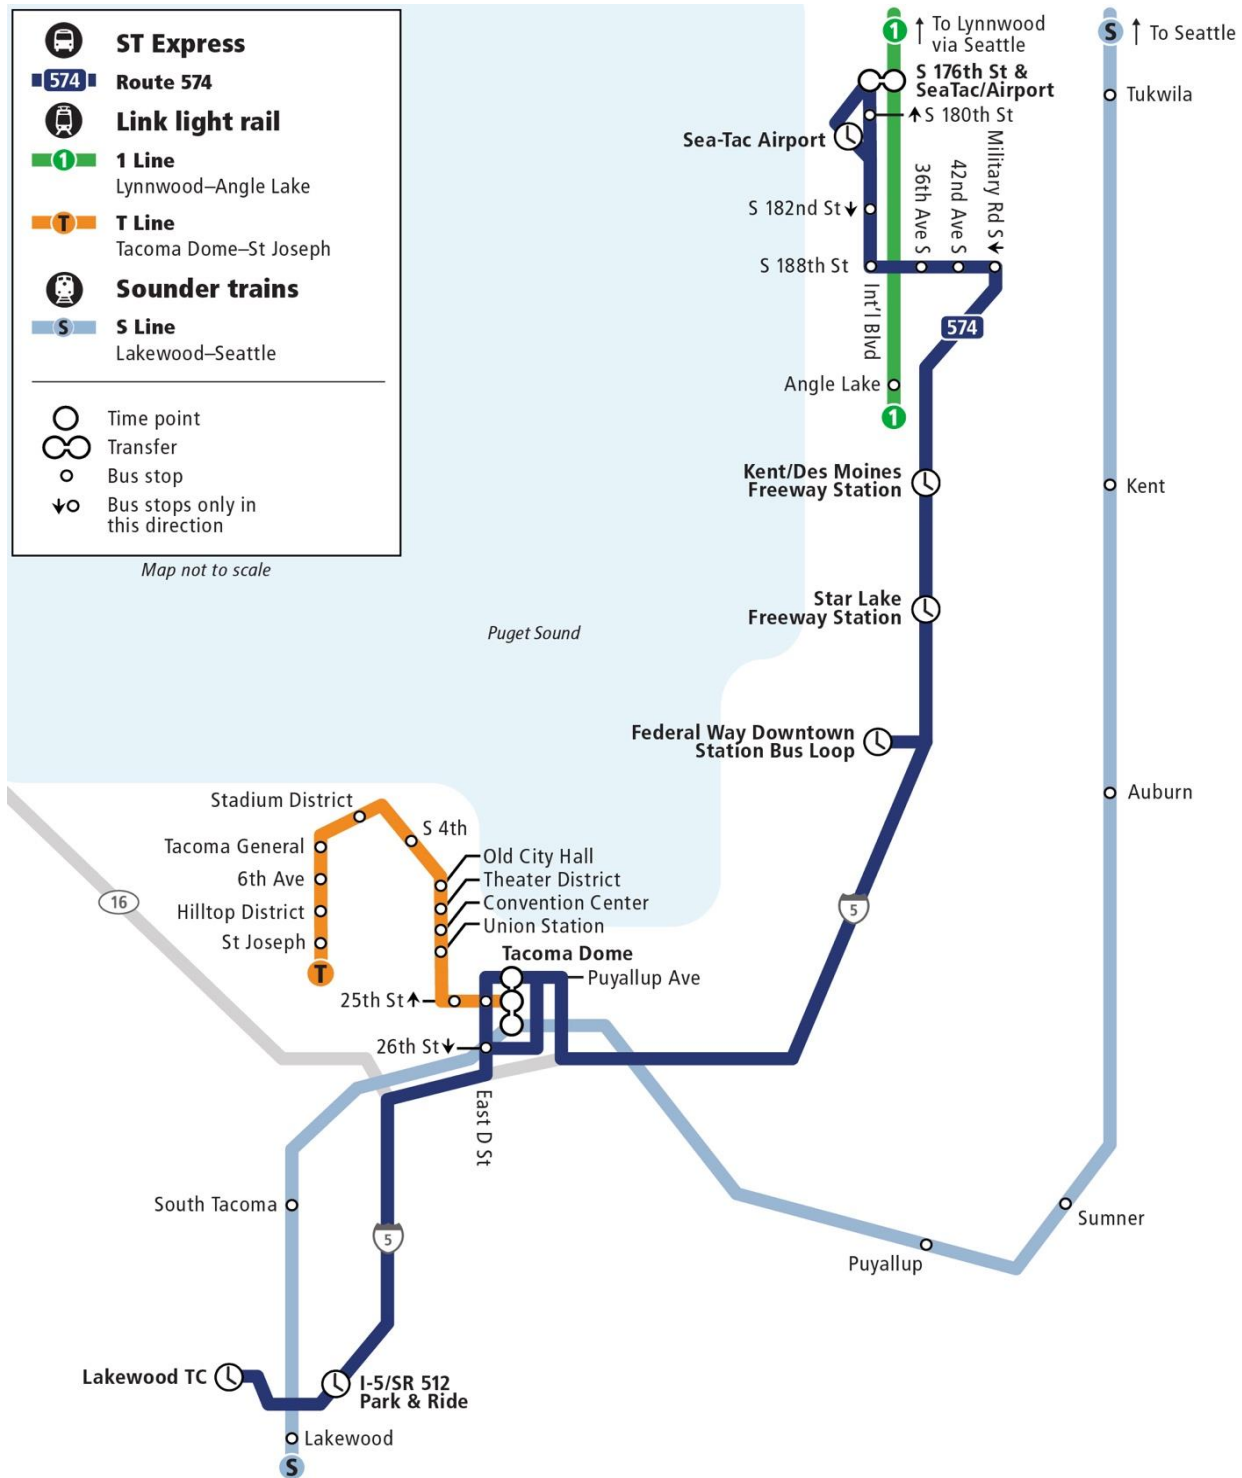 ST Express
574 Route 574
Link light rail
1 1 Line
Lynnwood–Angle Lake
T T Line
Tacoma Dome–St Joseph
Sounder trains
S S Line
Lakewood–Seattle
Time point
Transfer
Bus stop
Bus stops only in
this direction
Map not to scale
Puget Sound
1
To Lynnwood
via Seattle
S
To Seattle
S 176th St &
SeaTac/Airport
Tukwila
S 180th St
Sea-Tac Airport
Military Rd S
42nd Ave S
36th Ave S
S 182nd St
S 188th St
Int'l Blvd
574
Angle Lake
1
Kent/Des Moines
Freeway Station
Kent
Star Lake
Freeway Station
Federal Way Downtown
Station Bus Loop
Auburn
Stadium District
S 4th
Tacoma General
Old City Hall
6th Ave
Theater District
Convention Center
Hilltop District
Union Station
St Joseph
T
16
5
Tacoma Dome
Puyallup Ave
25th St
26th St
East D St
South Tacoma
5
Sumner
Puyallup
Lakewood TC
I-5/SR 512
Park & Ride
Lakewood
S